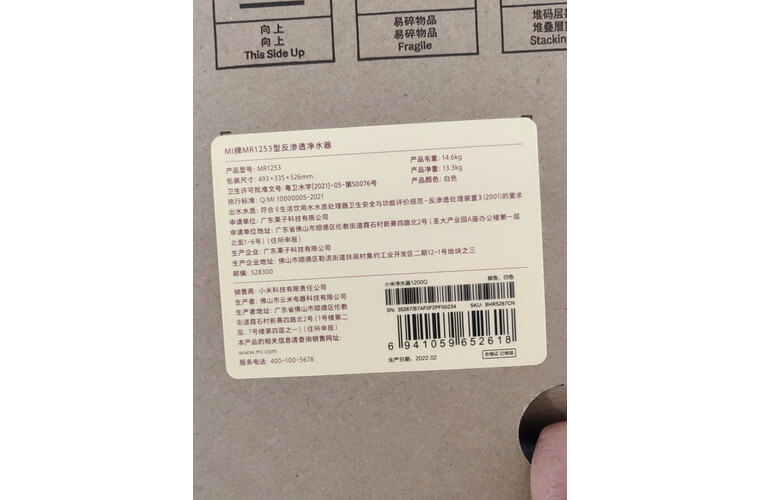 向上
向上
This Side Up
易碎物品
易碎物品
Fragile
堆码层
堆叠層
Stackin
MI牌MR1253型反渗透净水器
产品型号: MR1253
包装尺寸: 493×335×526mm
卫生许可批准文号: 粤卫水字[2021]-05-第S0076号
执行标准: Q/MI 10000005-2021
产品毛重: 14.6kg
产品净重: 13.3kg
产品颜色: 白色
出水水质: 符合《生活饮用水水质处理器卫生安全与功能评价规范-反渗透处理装置》(2001)的要求
申请单位: 广东栗子科技有限公司
申请单位地址: 广东省佛山市顺德区伦教街道霞石村新熹四路北2号 (圣大产业园A座办公楼第一层
北面1-6号) (住所申报)
生产企业: 广东栗子科技有限公司
生产企业地址: 佛山市顺德区勒流街道扶闾村集约工业开发区二期12-1号地块之三
邮编: 528300
销售商: 小米科技有限责任公司
生产者: 佛山市云米电器科技有限公司
生产者地址: 广东省佛山市顺德区伦教
街道霞石村新熹四路北2号 (1号楼第二
层、7号楼第四层之一) (住所申报)
本产品的相关信息请查询销售网址:
www.mi.com
服务电话: 400-100-5678
小米净水器1200G
颜色: 白色
SN: 35267/B7AF0F2PF00234
SKU: BHR5287CN
6 941059 652618
生产日期: 2022.02
合格证 已检验